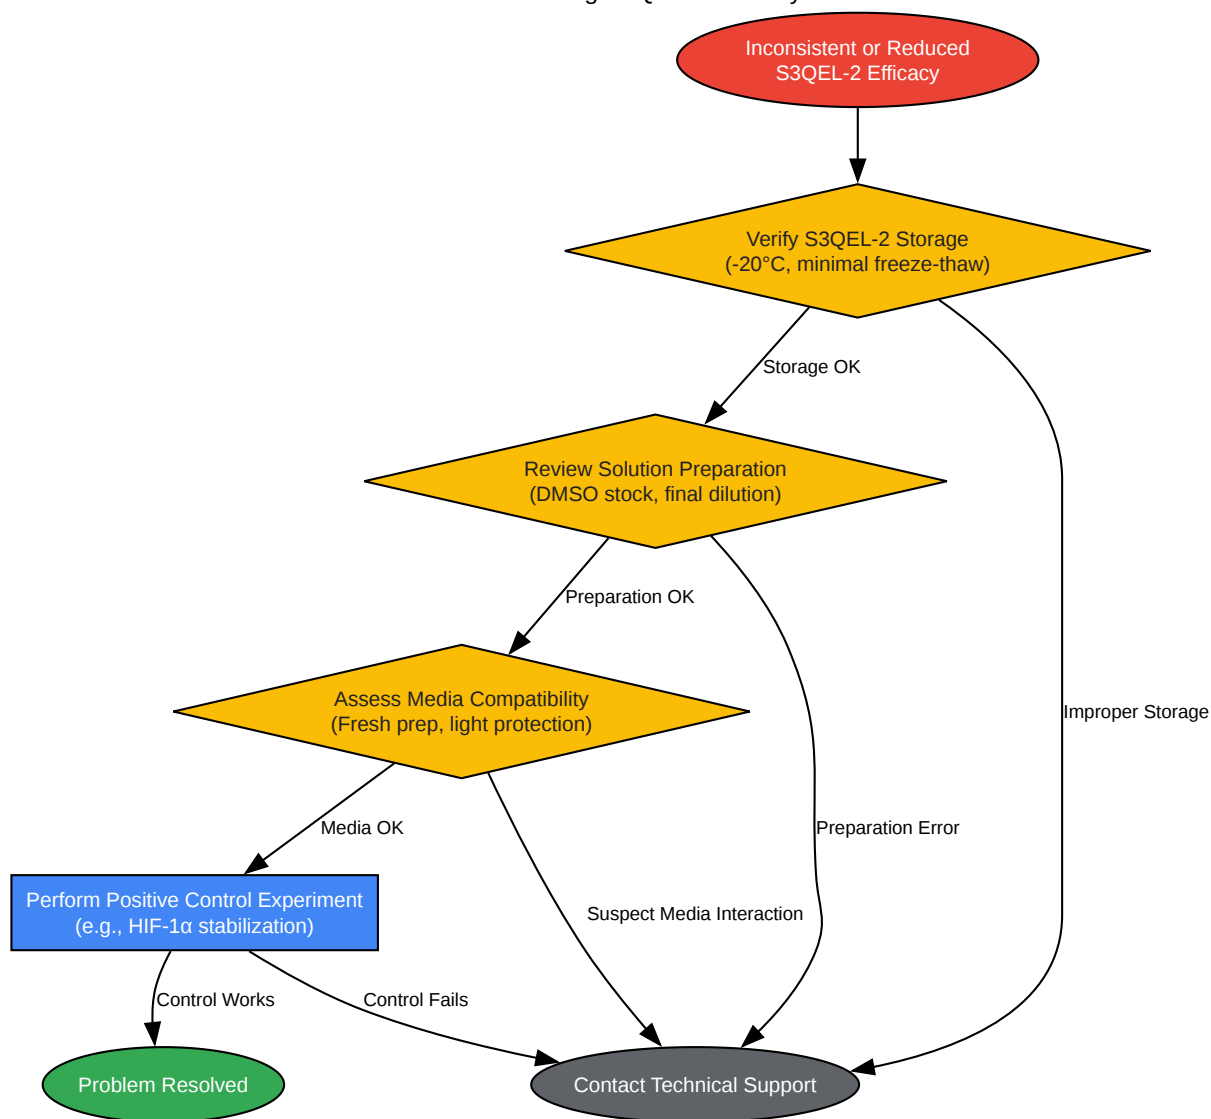 Inconsistent or Reduced
S3QEL-2 Efficacy
Verify S3QEL-2 Storage
(-20°C, minimal freeze-thaw)
Storage OK
Review Solution Preparation
(DMSO stock, final dilution)
Preparation OK
Assess Media Compatibility
(Fresh prep, light protection)
Improper Storage
Media OK
Preparation Error
Perform Positive Control Experiment
(e.g., HIF-1α stabilization)
Suspect Media Interaction
Control Works
Control Fails
Problem Resolved
Contact Technical Support